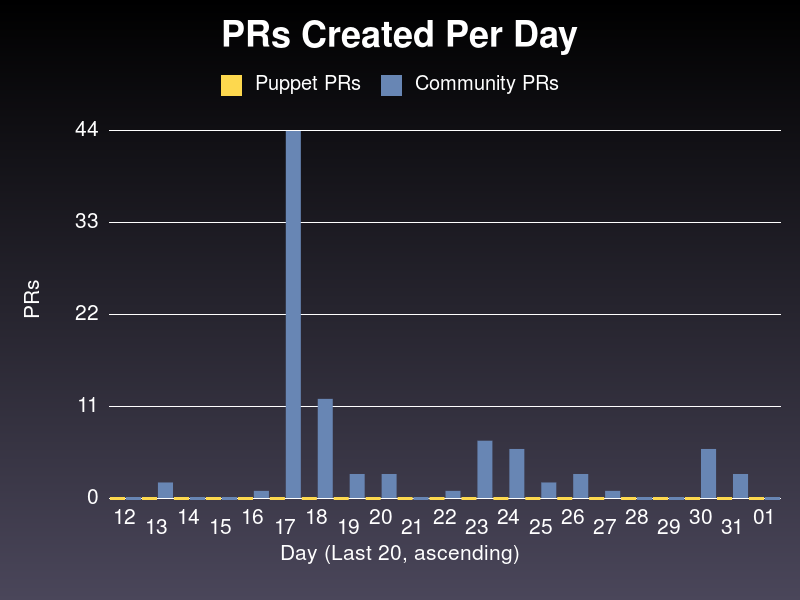 PRs Created Per Day
Puppet PRs Community PRs
44
33
22
11
0
PRs
12 13 14 15 16 17 18 19 20 21 22 23 24 25 26 27 28 29 30 31 01
Day (Last 20, ascending)